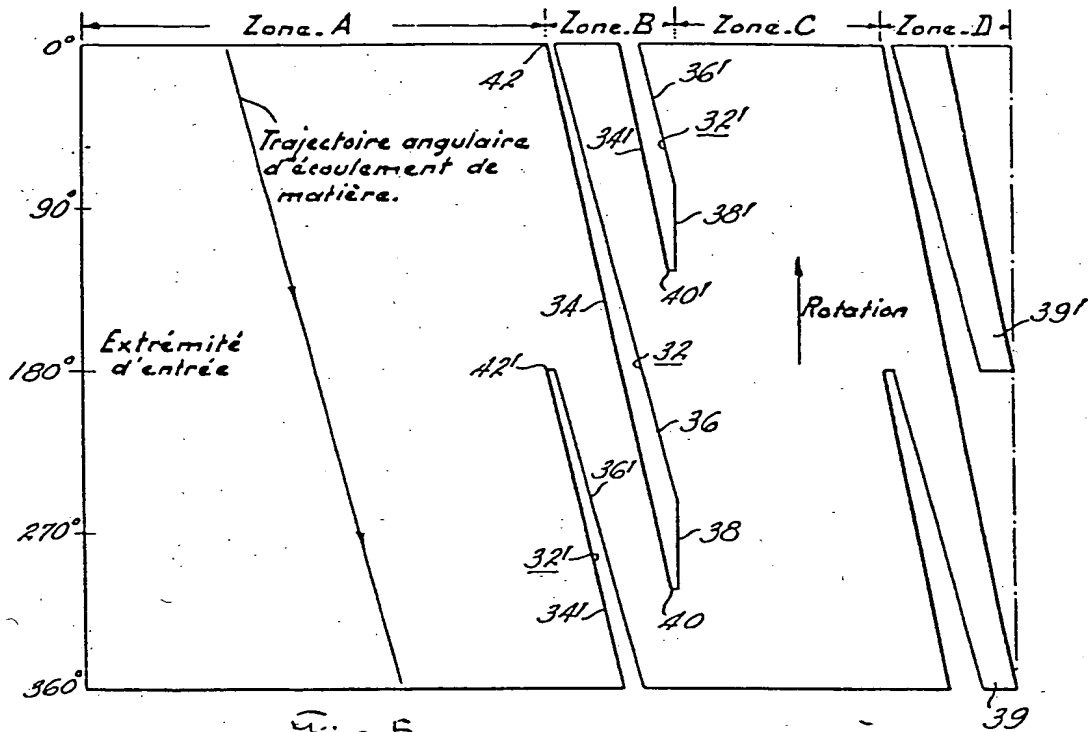 Zone.A
Zone.B
Zone.C
Zone.D
0°
42
36'
32'
34'
Trajectoire angulaire
d'écoulement de
matière.
90°
38'
40'
34
Rotation
39'
Extrémité
d'entrée
180°
42'
32
36
36'
270°
38
32'
34'
40
360°
39